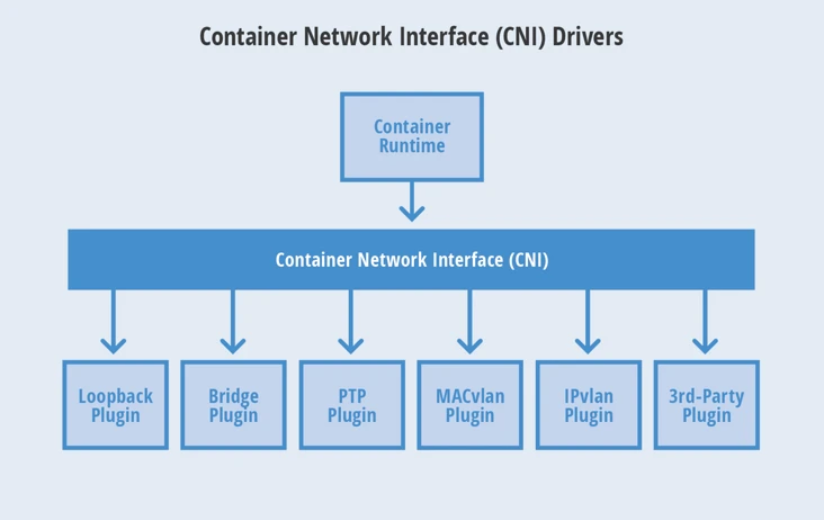 Container Network Interface (CNI) Drivers
Container
Runtime
Container Network Interface (CNI)
Loopback
Plugin
Bridge
Plugin
PTP
Plugin
MACvlan
Plugin
IPvlan
Plugin
3rd-Party
Plugin